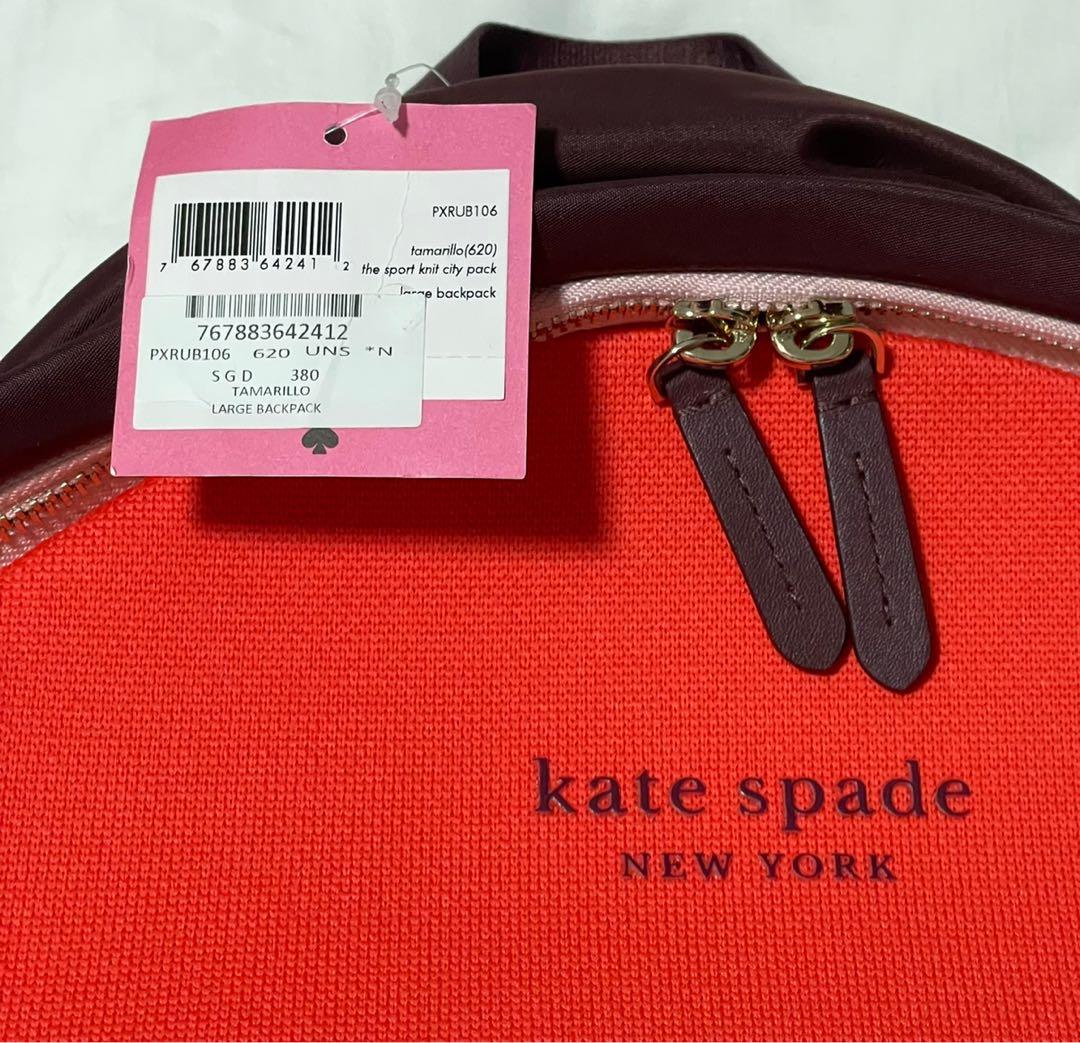 PXRUB106
7 67883 64241 2
tamarillo(620)
the sport knit city pack
large backpack
767883642412
PXRUB106 620 UNS *N
SGD 380
TAMARILLO
LARGE BACKPACK
kate spade
NEW YORK